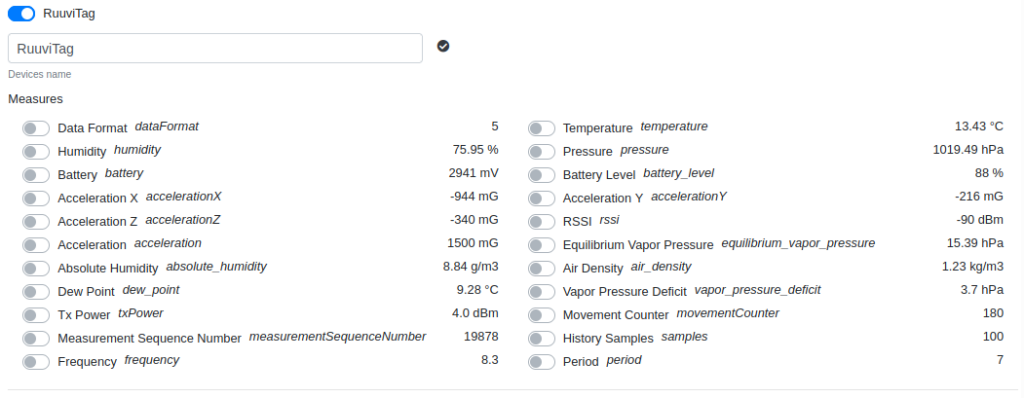 RuuviTag
RuuviTag
Devices name
Measures
Data Format dataFormat 5 Temperature temperature 13.43 °C
Humidity humidity 75.95 % Pressure pressure 1019.49 hPa
Battery battery 2941 mV Battery Level battery_level 88 %
Acceleration X accelerationX -944 mG Acceleration Y accelerationY -216 mG
Acceleration Z accelerationZ -340 mG RSSI rssi -90 dBm
Acceleration acceleration 1500 mG Equilibrium Vapor Pressure equilibrium_vapor_pressure 15.39 hPa
Absolute Humidity absolute_humidity 8.84 g/m3 Air Density air_density 1.23 kg/m3
Dew Point dew_point 9.28 °C Vapor Pressure Deficit vapor_pressure_deficit 3.7 hPa
Tx Power txPower 4.0 dBm Movement Counter movementCounter 180
Measurement Sequence Number measurementSequenceNumber 19878 History Samples samples 100
Frequency frequency 8.3 Period period 7